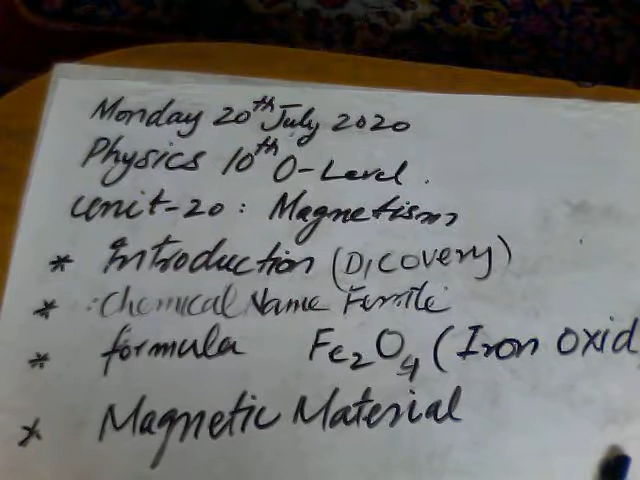 Monday 20th July 2020
Physics 10th O-Level.
Unit-20: Magnetism
* Introduction (Dicovery)
* :Chemical Name Ferrite
* formula Fe2O4 (Iron Oxid
* Magnetic Material